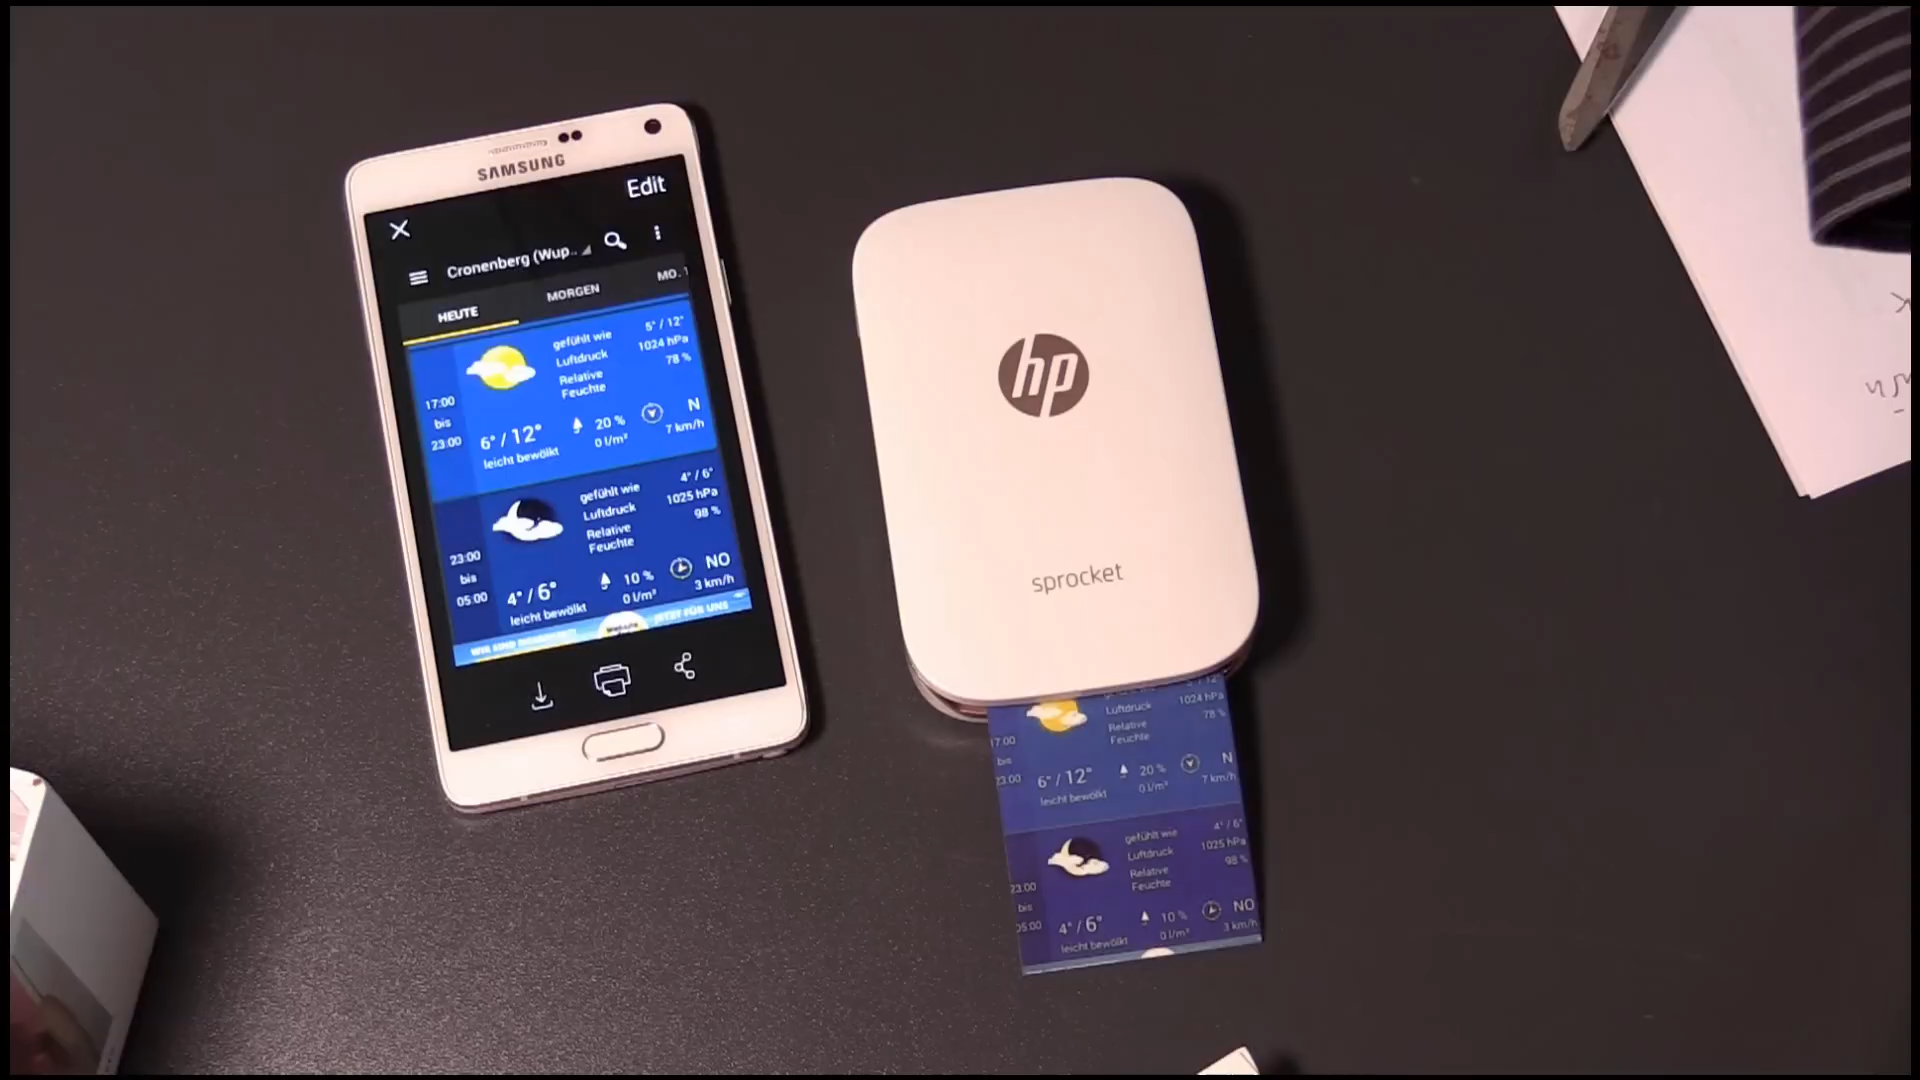 SAMSUNG
Edit
Cronenberg (Wup..
HEUTE
MORGEN
MO.
gefühlt wie 5° / 12°
Luftdruck 1024 hPa
Relative Feuchte 78 %
17:00
bis
23:00
6° / 12°
leicht bewölkt
20 %
0 l/m²
N
7 km/h
gefühlt wie 4° / 6°
Luftdruck 1025 hPa
Relative Feuchte 98 %
23:00
bis
05:00
4° / 6°
leicht bewölkt
10 %
0 l/m²
NO
3 km/h
WIR SIND
JETZT FÜR UNS
hp
sprocket
Luftdruck 1024 hPa
Relative Feuchte 78 %
17:00
bis
23:00
6° / 12°
leicht bewölkt
20 %
0 l/m²
N
7 km/h
gefühlt wie 4° / 6°
Luftdruck 1025 hPa
Relative Feuchte 98 %
23:00
bis
05:00
4° / 6°
leicht bewölkt
10 %
0 l/m²
NO
3 km/h